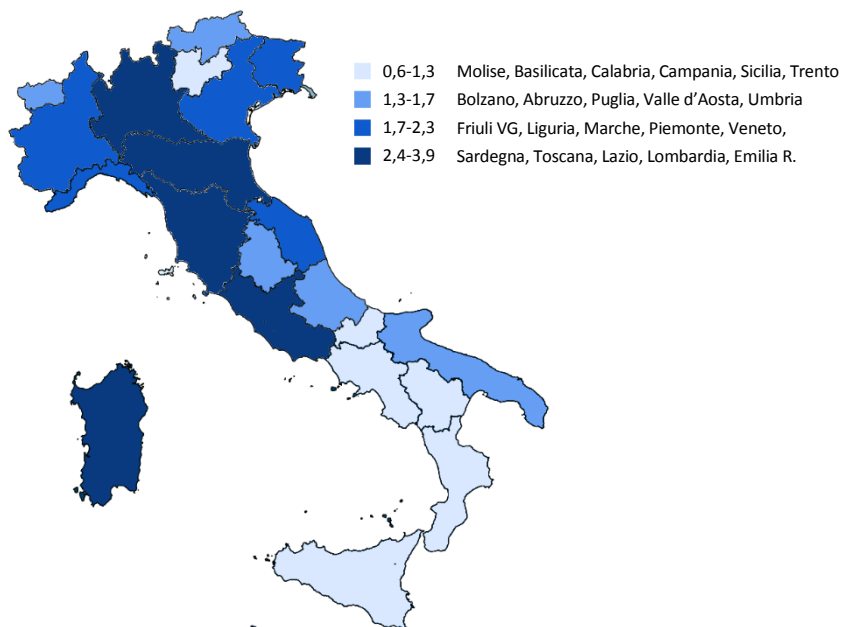 0,6-1,3 Molise, Basilicata, Calabria, Campania, Sicilia, Trento
1,3-1,7 Bolzano, Abruzzo, Puglia, Valle d’Aosta, Umbria
1,7-2,3 Friuli VG, Liguria, Marche, Piemonte, Veneto,
2,4-3,9 Sardegna, Toscana, Lazio, Lombardia, Emilia R.